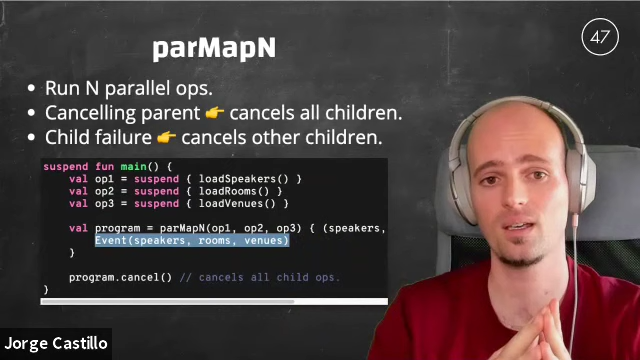 parMapN
47
• Run N parallel ops.
• Cancelling parent 👉 cancels all children.
• Child failure 👉 cancels other children.
suspend fun main() {
val op1 = suspend { loadSpeakers() }
val op2 = suspend { loadRooms() }
val op3 = suspend { loadVenues() }
val program = parMapN(op1, op2, op3) { (speakers,
Event(speakers, rooms, venues)
}
program.cancel() // cancels all child ops.
}
Jorge Castillo